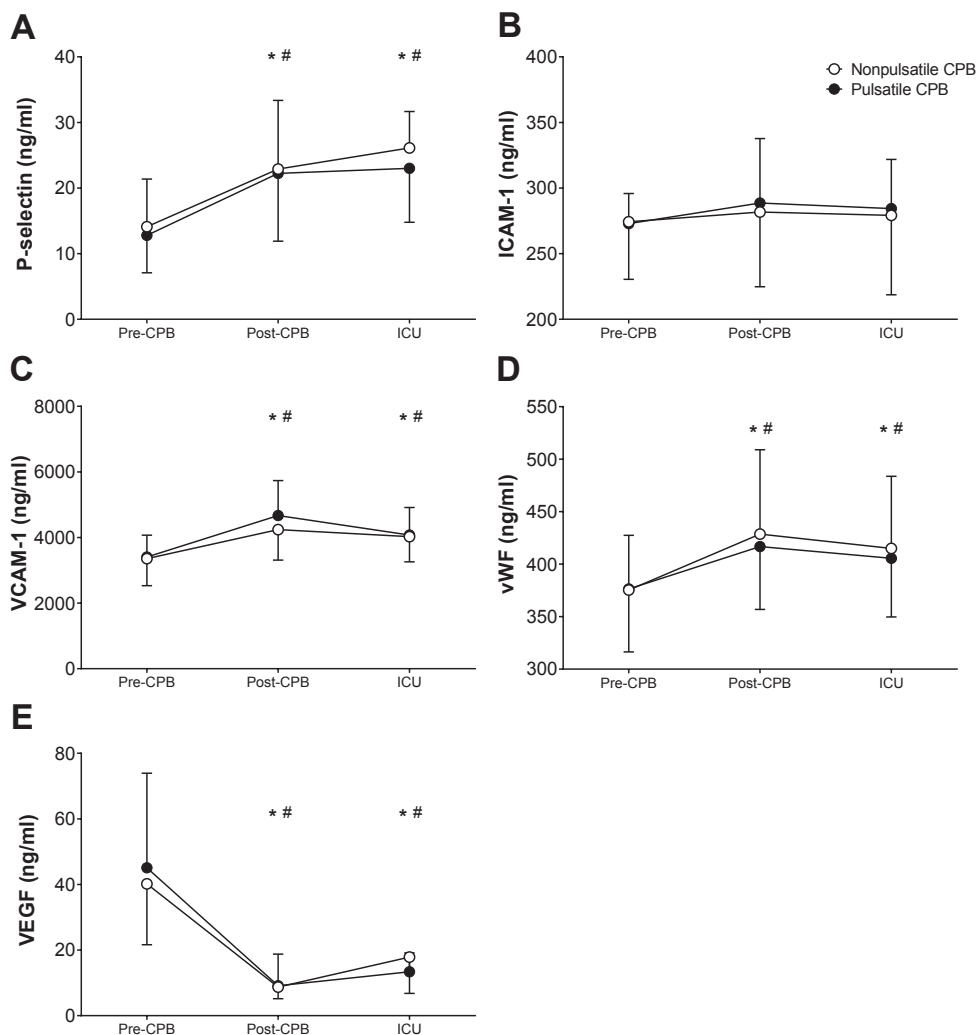 A
P-selectin (ng/ml)
40
30
20
10
0
* #
* #
Pre-CPB
Post-CPB
ICU
B
ICAM-1 (ng/ml)
400
350
300
250
200
Nonpulsatile CPB
Pulsatile CPB
Pre-CPB
Post-CPB
ICU
C
VCAM-1 (ng/ml)
8000
6000
4000
2000
0
* #
* #
Pre-CPB
Post-CPB
ICU
D
vWF (ng/ml)
550
500
450
400
350
300
* #
* #
Pre-CPB
Post-CPB
ICU
E
VEGF (ng/ml)
80
60
40
20
0
* #
* #
Pre-CPB
Post-CPB
ICU